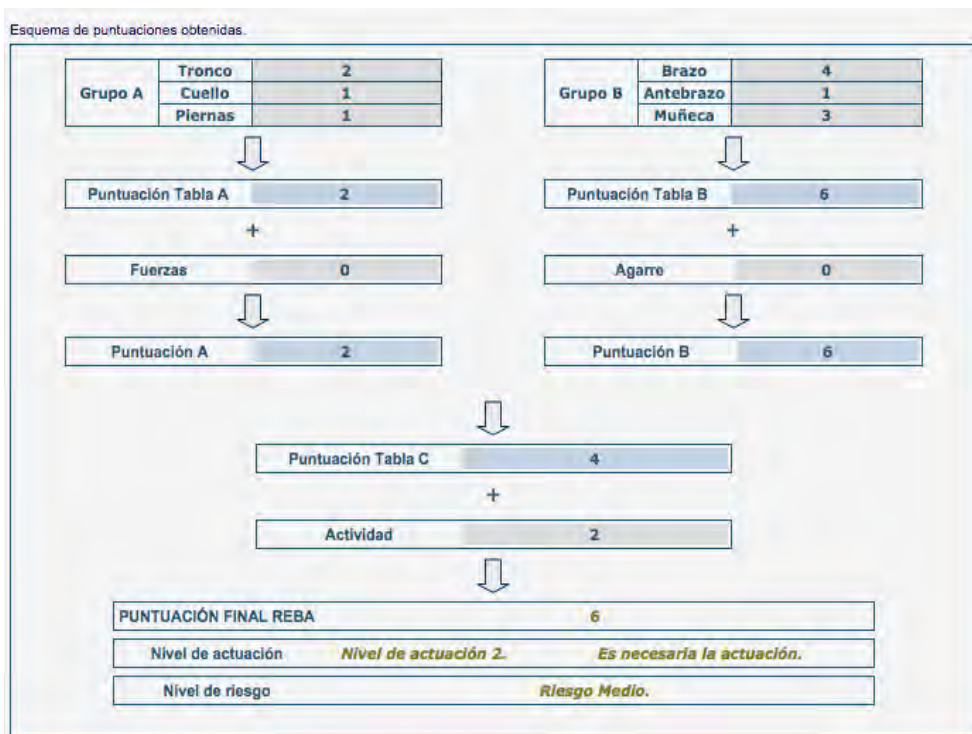 Esquema de puntuaciones obtenidas.
Grupo A
Tronco 2
Cuello 1
Piernas 1
Grupo B
Brazo 4
Antebrazo 1
Muñeca 3
Puntuación Tabla A 2
Puntuación Tabla B 6
+
+
Fuerzas 0
Agarre 0
Puntuación A 2
Puntuación B 6
Puntuación Tabla C 4
+
Actividad 2
PUNTUACIÓN FINAL REBA 6
Nivel de actuación Nivel de actuación 2. Es necesaria la actuación.
Nivel de riesgo Riesgo Medio.